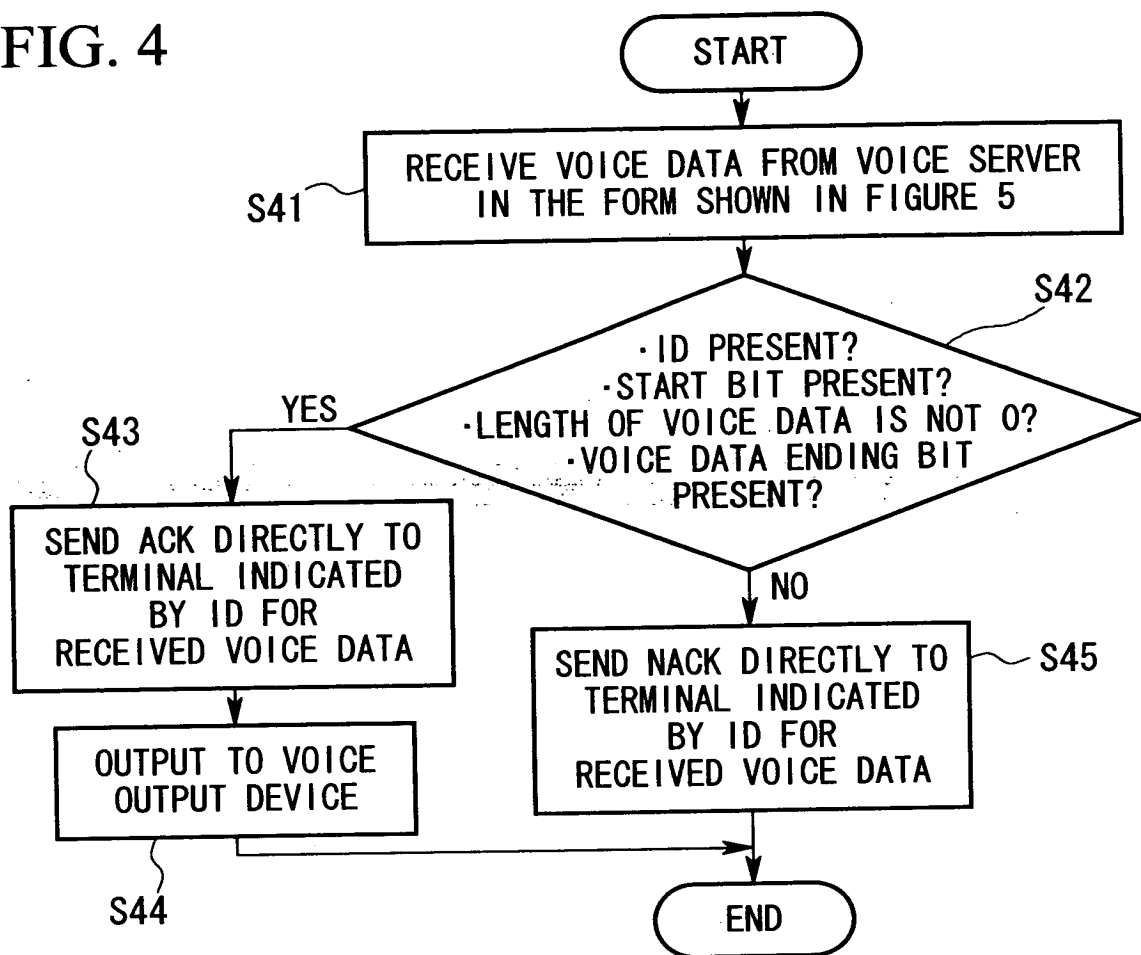 FIG. 4
START
RECEIVE VOICE DATA FROM VOICE SERVER
IN THE FORM SHOWN IN FIGURE 5
S41
S42
·ID PRESENT?
·START BIT PRESENT?
·LENGTH OF VOICE DATA IS NOT 0?
·VOICE DATA ENDING BIT
PRESENT?
YES
S43
SEND ACK DIRECTLY TO
TERMINAL INDICATED
BY ID FOR
RECEIVED VOICE DATA
NO
SEND NACK DIRECTLY TO
TERMINAL INDICATED
BY ID FOR
RECEIVED VOICE DATA
S45
OUTPUT TO VOICE
OUTPUT DEVICE
S44
END